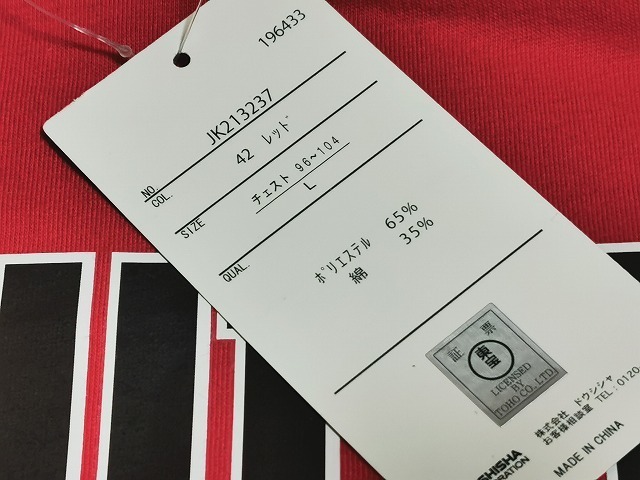 196433
NO. JK213237
COL. 42 ﾚｯﾄﾞ
SIZE チェスト 96~104
L
QUAL. ﾎﾟﾘｴｽﾃﾙ 65%
綿 35%
証 票
東宝
LICENSED
BY
TOHO CO.,LTD.
株式会社 ドウシシャ
お客様相談室 TEL:0120
MADE IN CHINA